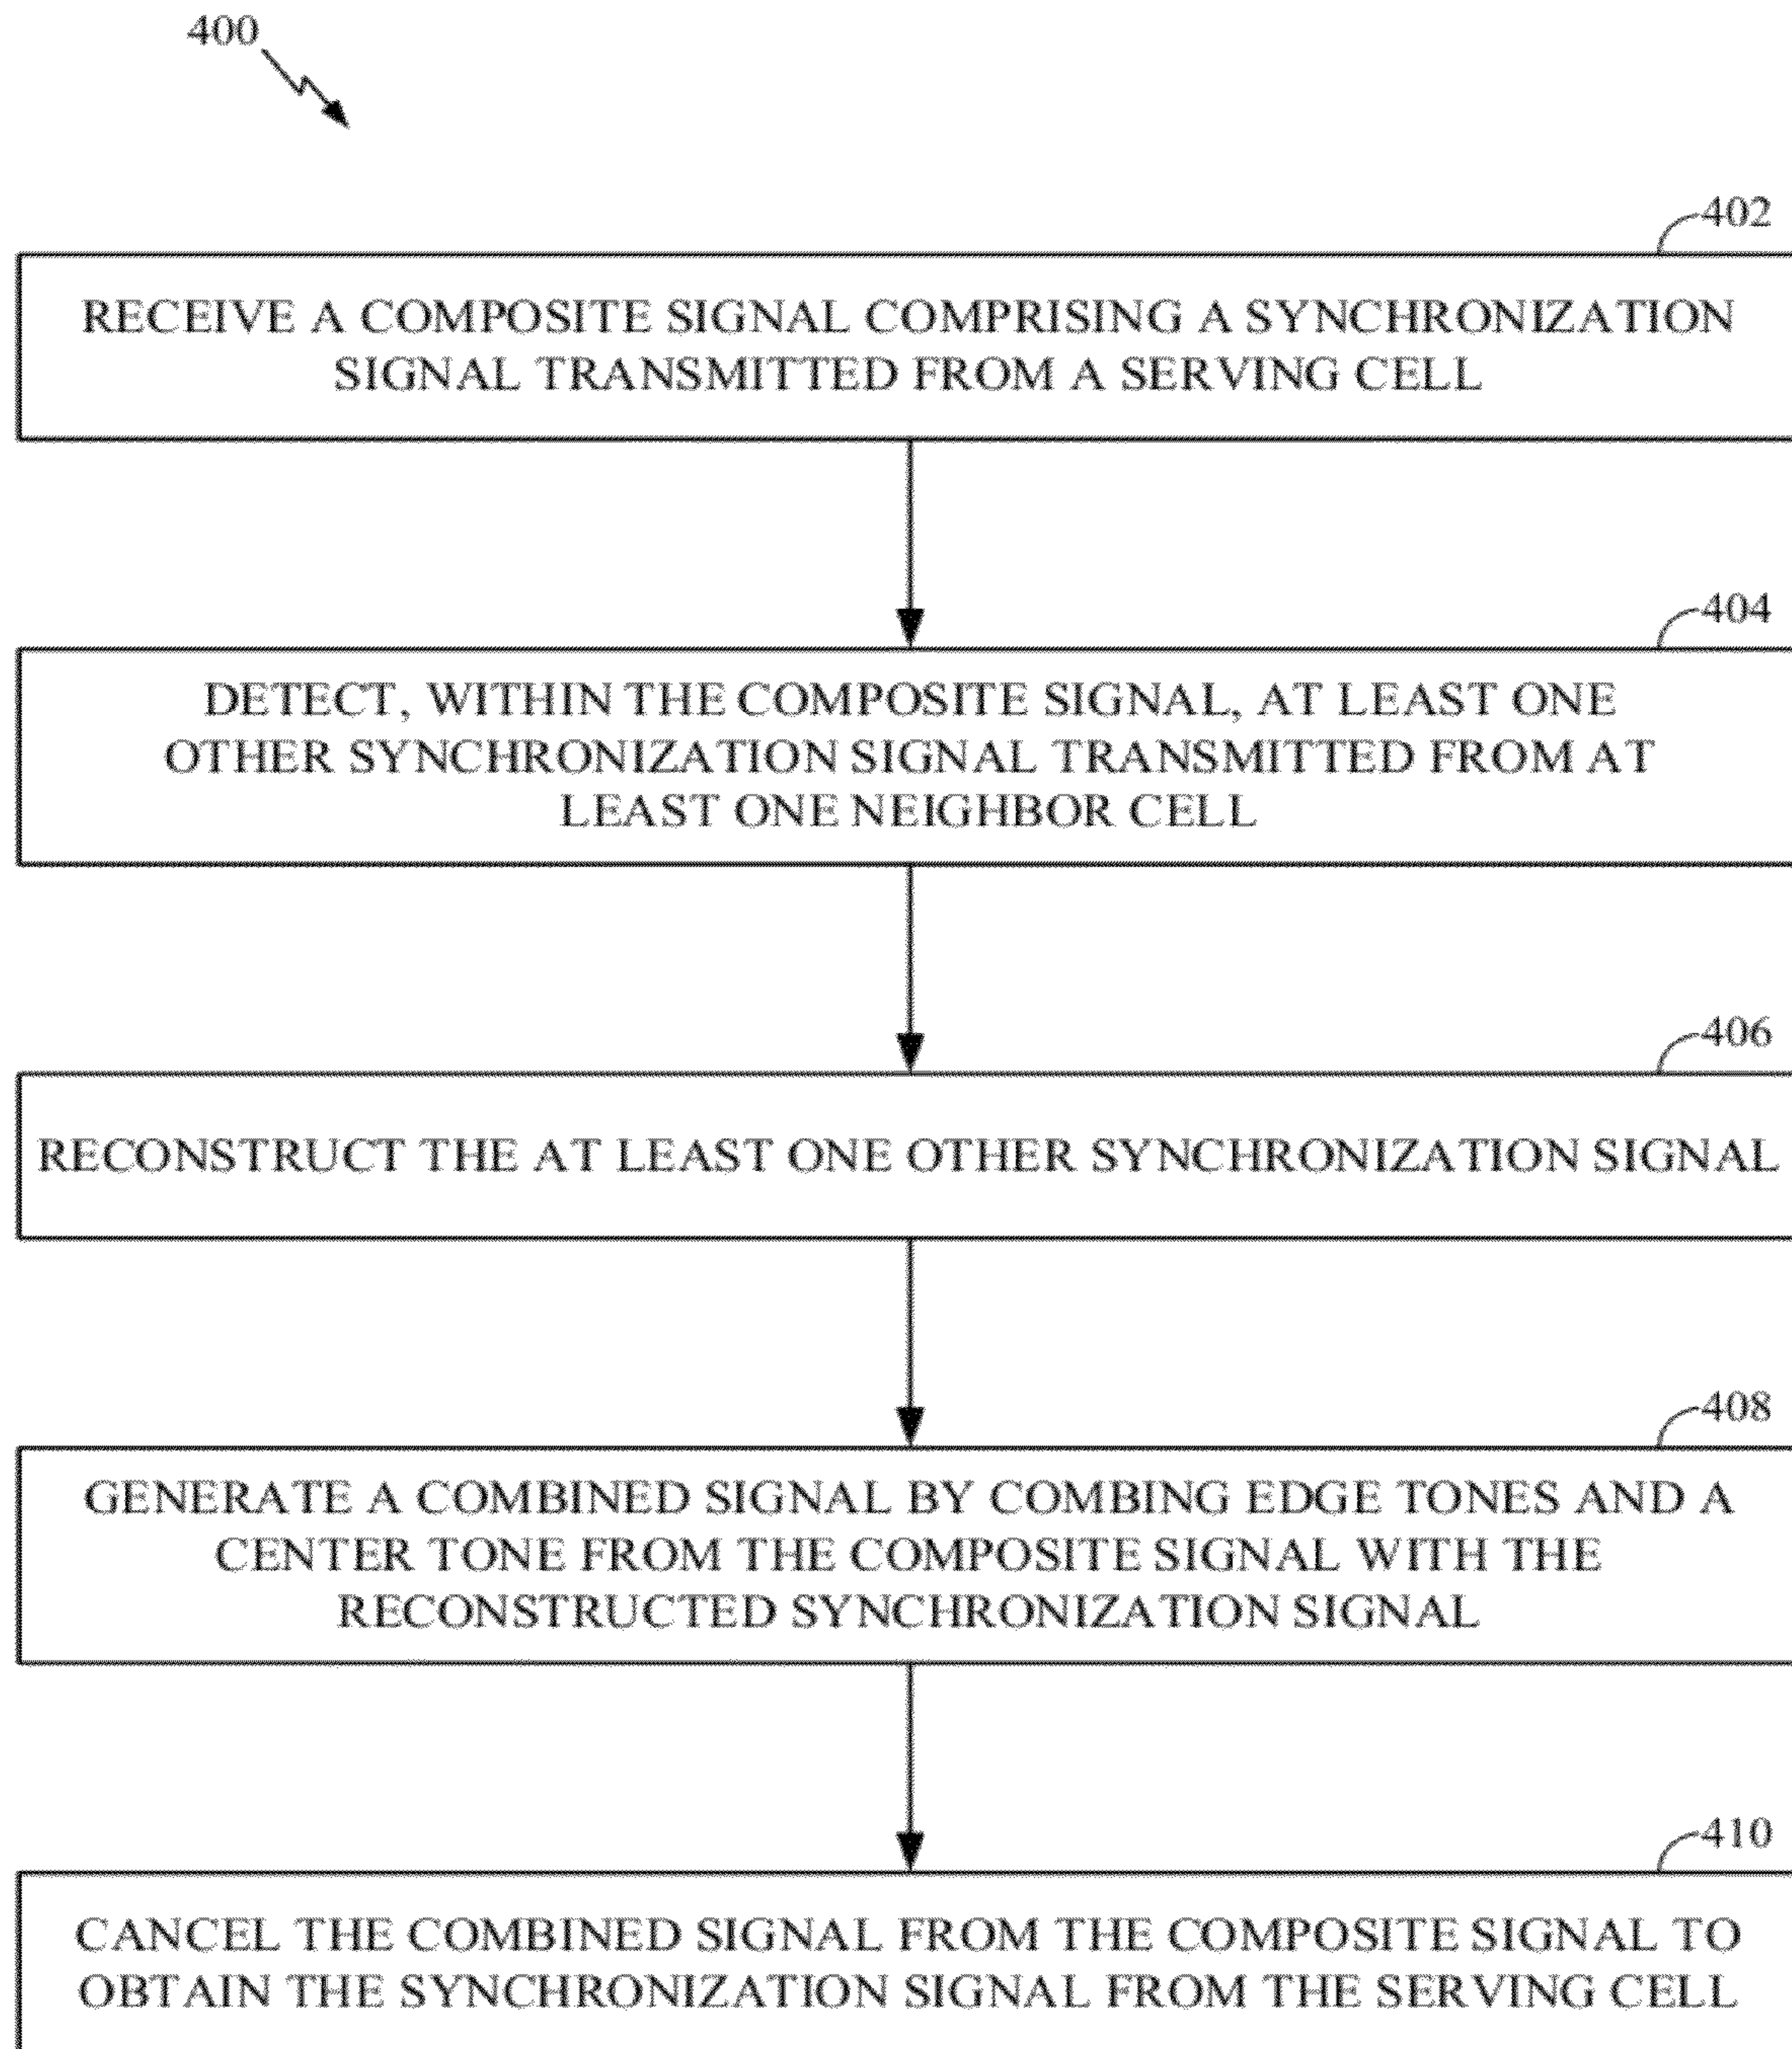 400
402
RECEIVE A COMPOSITE SIGNAL COMPRISING A SYNCHRONIZATION
SIGNAL TRANSMITTED FROM A SERVING CELL
404
DETECT, WITHIN THE COMPOSITE SIGNAL, AT LEAST ONE
OTHER SYNCHRONIZATION SIGNAL TRANSMITTED FROM AT
LEAST ONE NEIGHBOR CELL
406
RECONSTRUCT THE AT LEAST ONE OTHER SYNCHRONIZATION SIGNAL
408
GENERATE A COMBINED SIGNAL BY COMBING EDGE TONES AND A
CENTER TONE FROM THE COMPOSITE SIGNAL WITH THE
RECONSTRUCTED SYNCHRONIZATION SIGNAL
410
CANCEL THE COMBINED SIGNAL FROM THE COMPOSITE SIGNAL TO
OBTAIN THE SYNCHRONIZATION SIGNAL FROM THE SERVING CELL